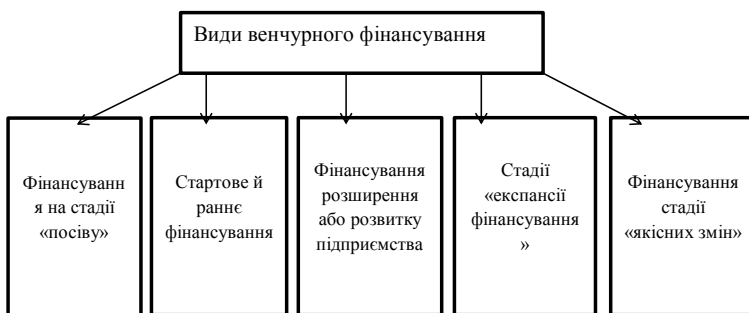 Види венчурного фінансування
Фінансуванн
я на стадії
«посіву»
Стартове й
раннє
фінансування
Фінансування
розширення
або розвитку
підприємства
Стадії
«експансії
фінансування
»
Фінансування
стадії
«якісних змін»